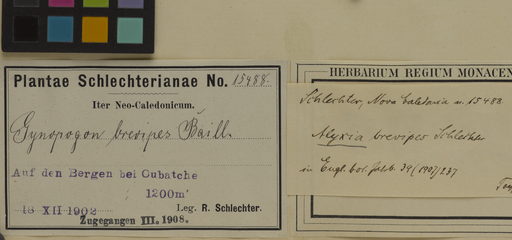 Plantae Schlechterianae No. 15488.
Iter Neo-Caledonicum.
Gynopogon brevipes Baill.
Auf den Bergen bei Oubatche
1200m
18 XII 1902
Leg. R. Schlechter.
Zugegangen III. 1908.
HERBARIUM REGIUM MONACEN
Schlechter, Nova Caledonia n. 15488
Alyxia brevipes Schlechter
in Engl. bot. Jahrb. 39 (1907) 237